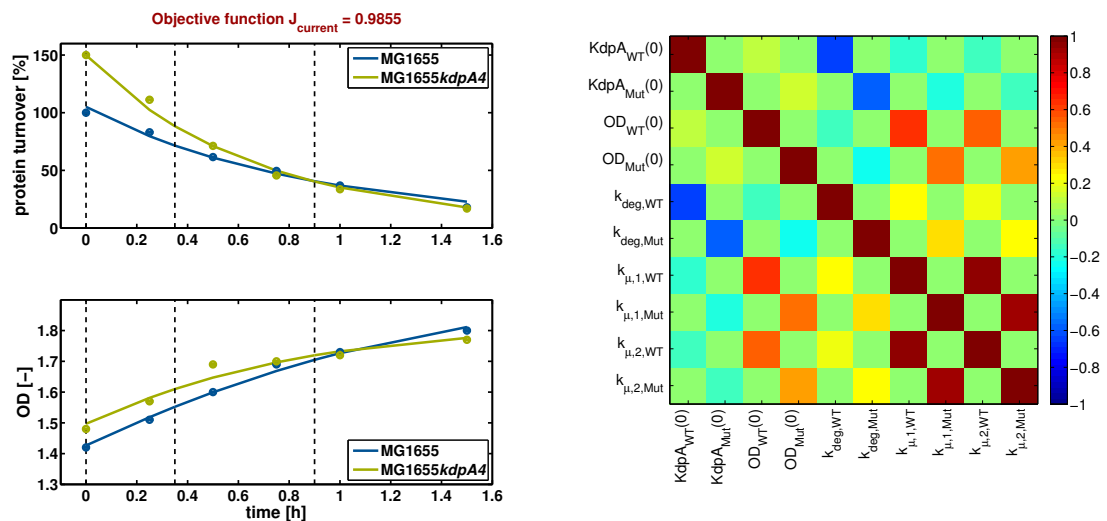 Objective function J_current = 0.9855
protein turnover [%]
150
100
50
0
MG1655
MG1655kdpA4
0 0.2 0.4 0.6 0.8 1 1.2 1.4 1.6
OD [−]
1.8
1.7
1.6
1.5
1.4
1.3
MG1655
MG1655kdpA4
0 0.2 0.4 0.6 0.8 1 1.2 1.4 1.6
time [h]
KdpA_WT(0)
KdpA_Mut(0)
OD_WT(0)
OD_Mut(0)
k_deg,WT
k_deg,Mut
k_μ,1,WT
k_μ,1,Mut
k_μ,2,WT
k_μ,2,Mut
KdpA_WT(0)
KdpA_Mut(0)
OD_WT(0)
OD_Mut(0)
k_deg,WT
k_deg,Mut
k_μ,1,WT
k_μ,1,Mut
k_μ,2,WT
k_μ,2,Mut
1
0.8
0.6
0.4
0.2
0
−0.2
−0.4
−0.6
−0.8
−1